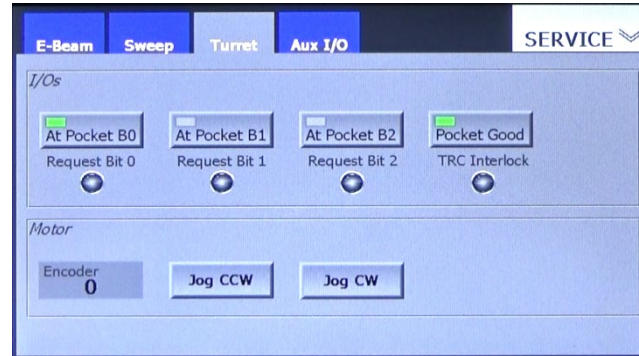 E-Beam Sweep Turret Aux I/O SERVICE
I/Os
At Pocket B0 At Pocket B1 At Pocket B2 Pocket Good
Request Bit 0 Request Bit 1 Request Bit 2 TRC Interlock
Motor
Encoder
0
Jog CCW Jog CW